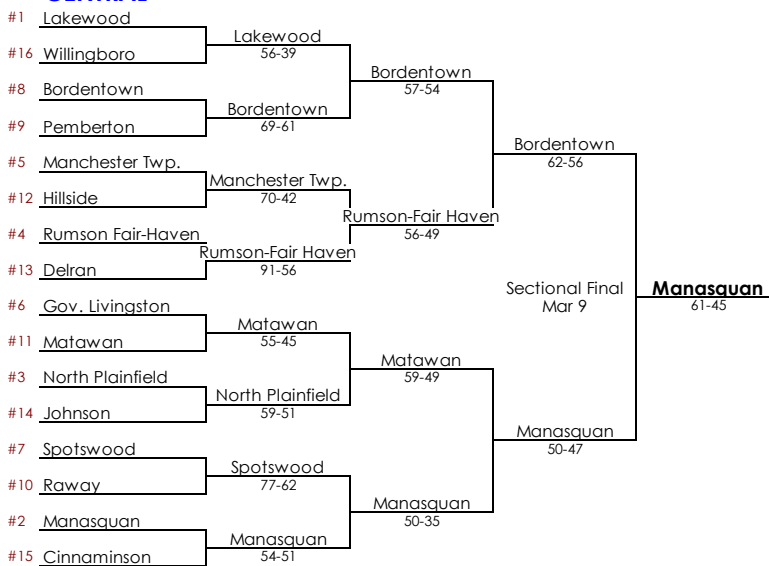 CENTRAL
#1 Lakewood
#16 Willingboro
#8 Bordentown
#9 Pemberton
#5 Manchester Twp.
#12 Hillside
#4 Rumson Fair-Haven
#13 Delran
#6 Gov. Livingston
#11 Matawan
#3 North Plainfield
#14 Johnson
#7 Spotswood
#10 Raway
#2 Manasquan
#15 Cinnaminson
Lakewood
56-39
Bordentown
69-61
Manchester Twp.
70-42
Rumson-Fair Haven
91-56
Matawan
55-45
North Plainfield
59-51
Spotswood
77-62
Manasquan
54-51
Bordentown
57-54
Rumson-Fair Haven
56-49
Matawan
59-49
Manasquan
50-35
Bordentown
62-56
Manasquan
50-47
Sectional Final
Mar 9
Manasquan
61-45